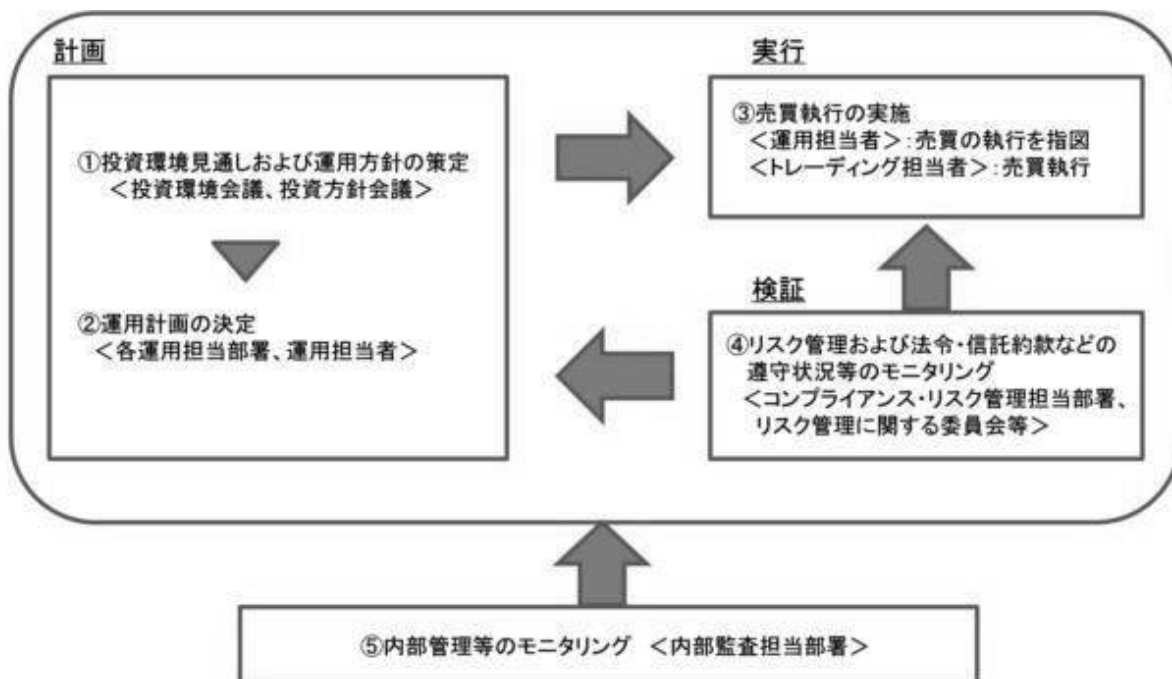 計画
①投資環境見通しおよび運用方針の策定
＜投資環境会議、投資方針会議＞
②運用計画の決定
＜各運用担当部署、運用担当者＞
実行
③売買執行の実施
＜運用担当者＞：売買の執行を指図
＜トレーディング担当者＞：売買執行
検証
④リスク管理および法令・信託約款などの
遵守状況等のモニタリング
＜コンプライアンス・リスク管理担当部署、
リスク管理に関する委員会等＞
⑤内部管理等のモニタリング ＜内部監査担当部署＞